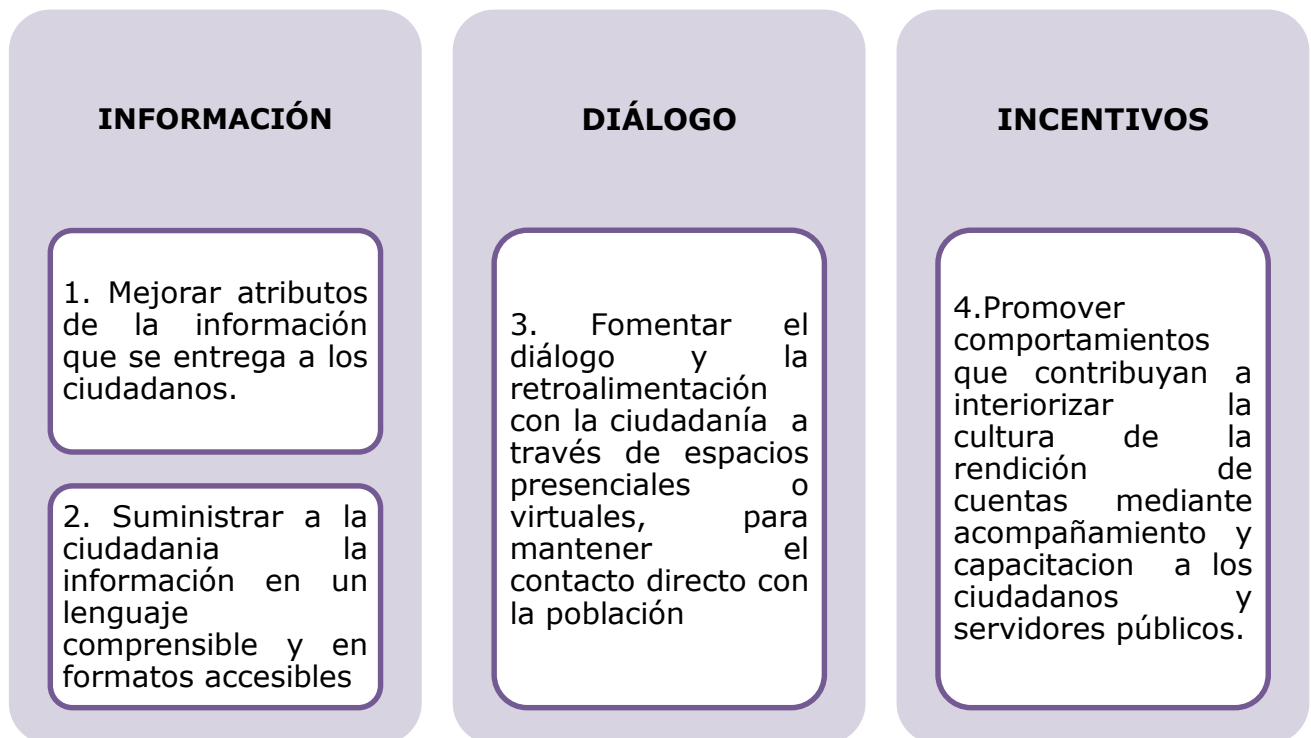 INFORMACIÓN
1. Mejorar atributos
de la información
que se entrega a los
ciudadanos.
2. Suministrar a la
ciudadania la
información en un
lenguaje
comprensible y en
formatos accesibles
DIÁLOGO
3. Fomentar el
diálogo y la
retroalimentación
con la ciudadanía a
través de espacios
presenciales o
virtuales, para
mantener el
contacto directo con
la población
INCENTIVOS
4.Promover
comportamientos
que contribuyan a
interiorizar la
cultura de la
rendición de
cuentas mediante
acompañamiento y
capacitacion a los
ciudadanos y
servidores públicos.